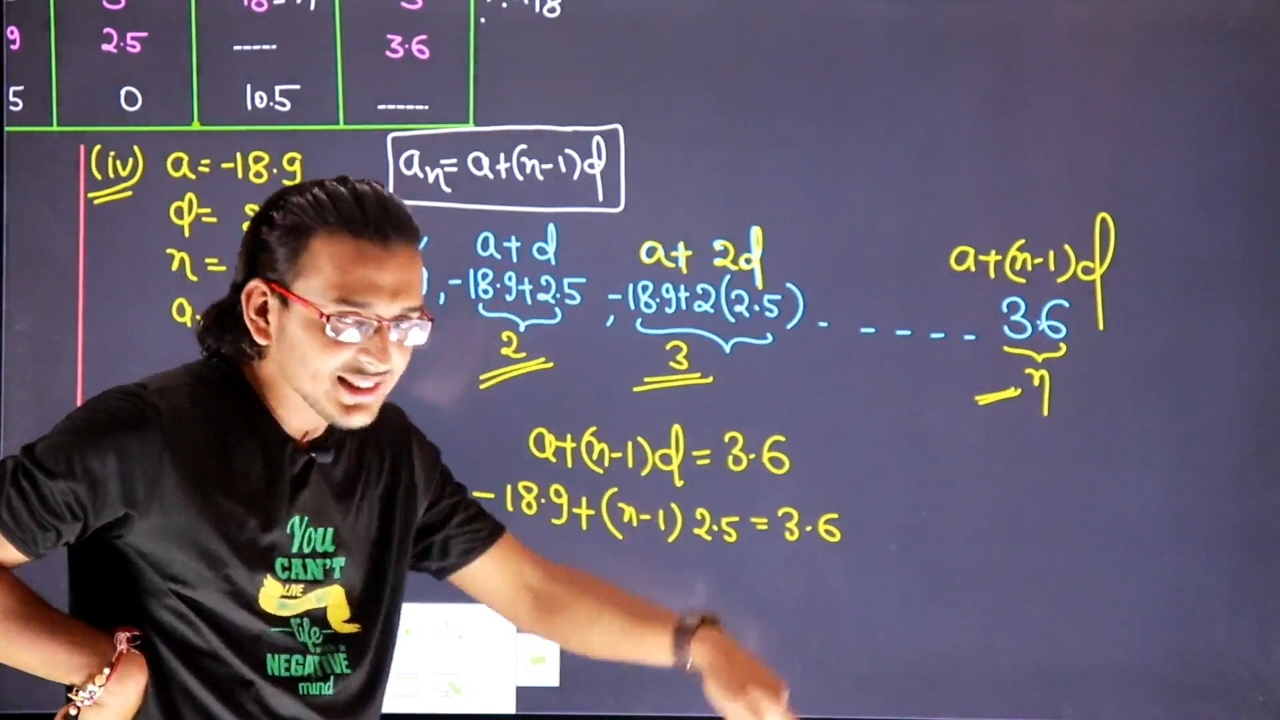 9 2.5 ----- 3.6
5 0 10.5 -----
(iv) a = -18.9
aₙ = a+(n-1)d
d =
n =
a.
a+d a+ 2d a+(n-1)d
, -18.9+2.5 , -18.9+2(2.5) . - - - - - 3.6
2 3 n
a+(n-1)d = 3.6
-18.9+(n-1) 2.5 = 3.6
You
CAN'T
LIVE
life
NEGATIVE
mind